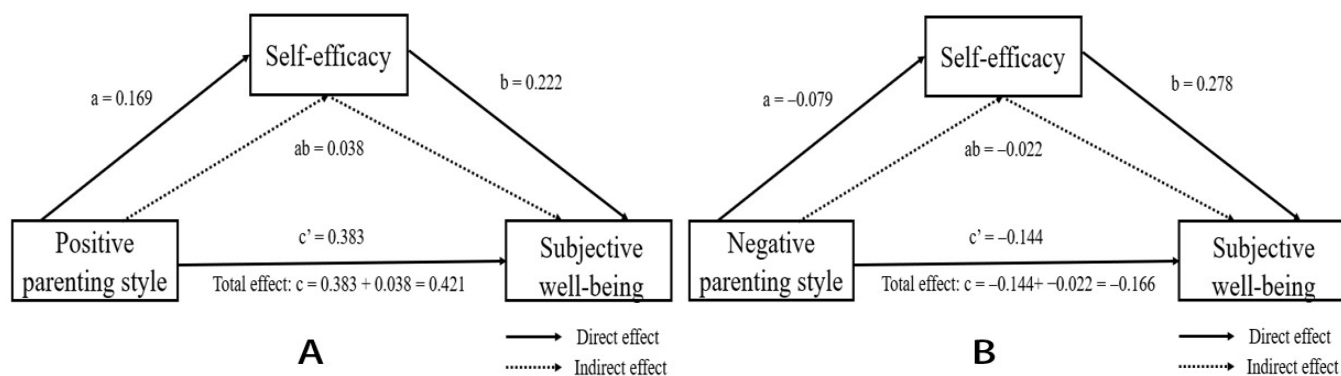 Self-efficacy
a = 0.169
b = 0.222
ab = 0.038
Positive
parenting style
c’ = 0.383
Total effect: c = 0.383 + 0.038 = 0.421
Subjective
well-being
Direct effect
Indirect effect
A
Self-efficacy
a = –0.079
b = 0.278
ab = –0.022
Negative
parenting style
c’ = –0.144
Total effect: c = –0.144+ −0.022 = –0.166
Subjective
well-being
Direct effect
Indirect effect
B